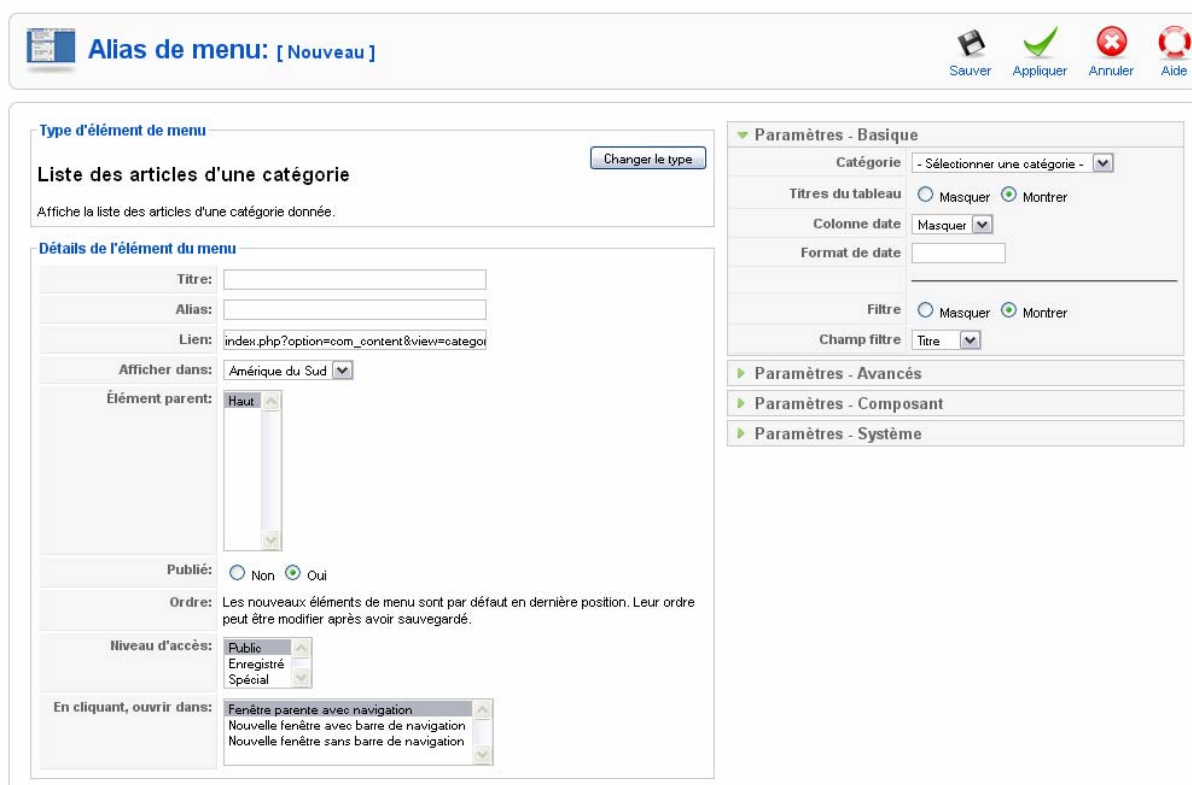 Alias de menu: [ Nouveau ]
Sauver
Appliquer
Annuler
Aide
Type d'élément de menu
Changer le type
Liste des articles d'une catégorie
Affiche la liste des articles d'une catégorie donnée.
Détails de l'élément du menu
Titre:
Alias:
Lien: index.php?option=com_content&view=categor
Afficher dans: Amérique du Sud
Élément parent: Haut
Publié: Non Oui
Ordre: Les nouveaux éléments de menu sont par défaut en dernière position. Leur ordre
peut être modifier après avoir sauvegardé.
Niveau d'accès: Public
Enregistré
Spécial
En cliquant, ouvrir dans: Fenêtre parente avec navigation
Nouvelle fenêtre avec barre de navigation
Nouvelle fenêtre sans barre de navigation
Paramètres - Basique
Catégorie - Sélectionner une catégorie -
Titres du tableau Masquer Montrer
Colonne date Masquer
Format de date
Filtre Masquer Montrer
Champ filtre Titre
Paramètres - Avancés
Paramètres - Composant
Paramètres - Système